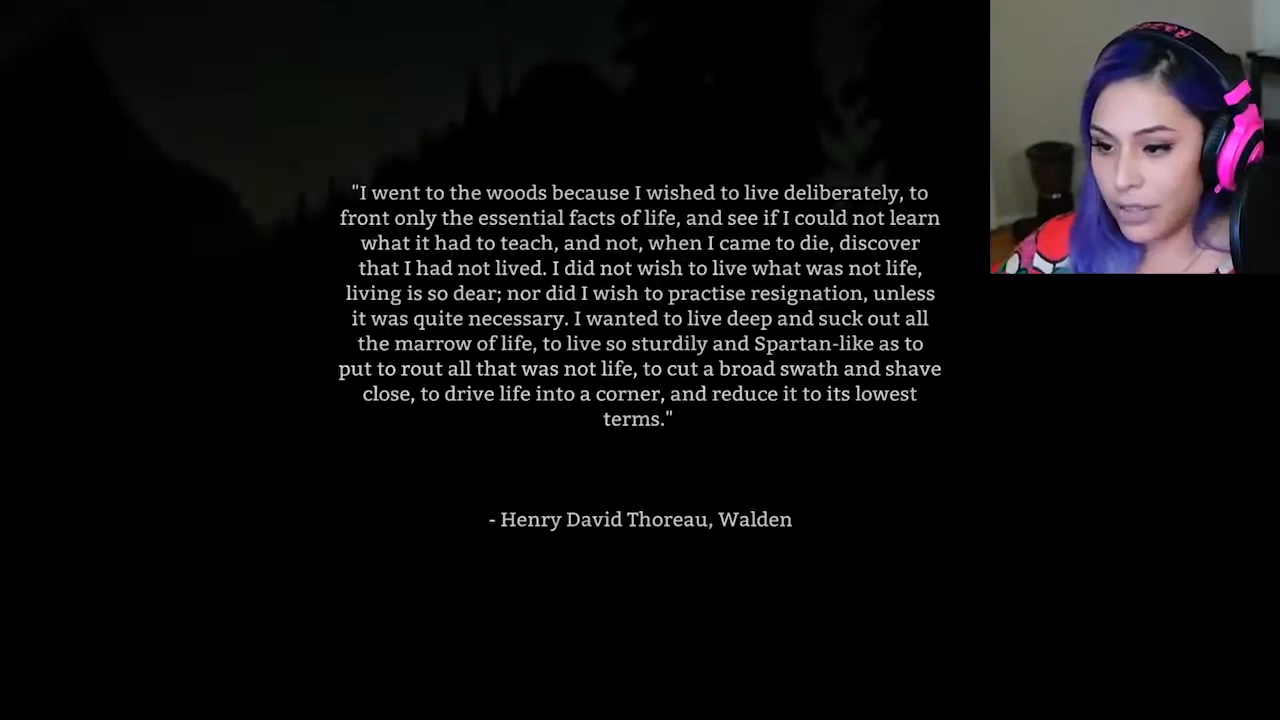 "I went to the woods because I wished to live deliberately, to
front only the essential facts of life, and see if I could not learn
what it had to teach, and not, when I came to die, discover
that I had not lived. I did not wish to live what was not life,
living is so dear; nor did I wish to practise resignation, unless
it was quite necessary. I wanted to live deep and suck out all
the marrow of life, to live so sturdily and Spartan-like as to
put to rout all that was not life, to cut a broad swath and shave
close, to drive life into a corner, and reduce it to its lowest
terms."
- Henry David Thoreau, Walden